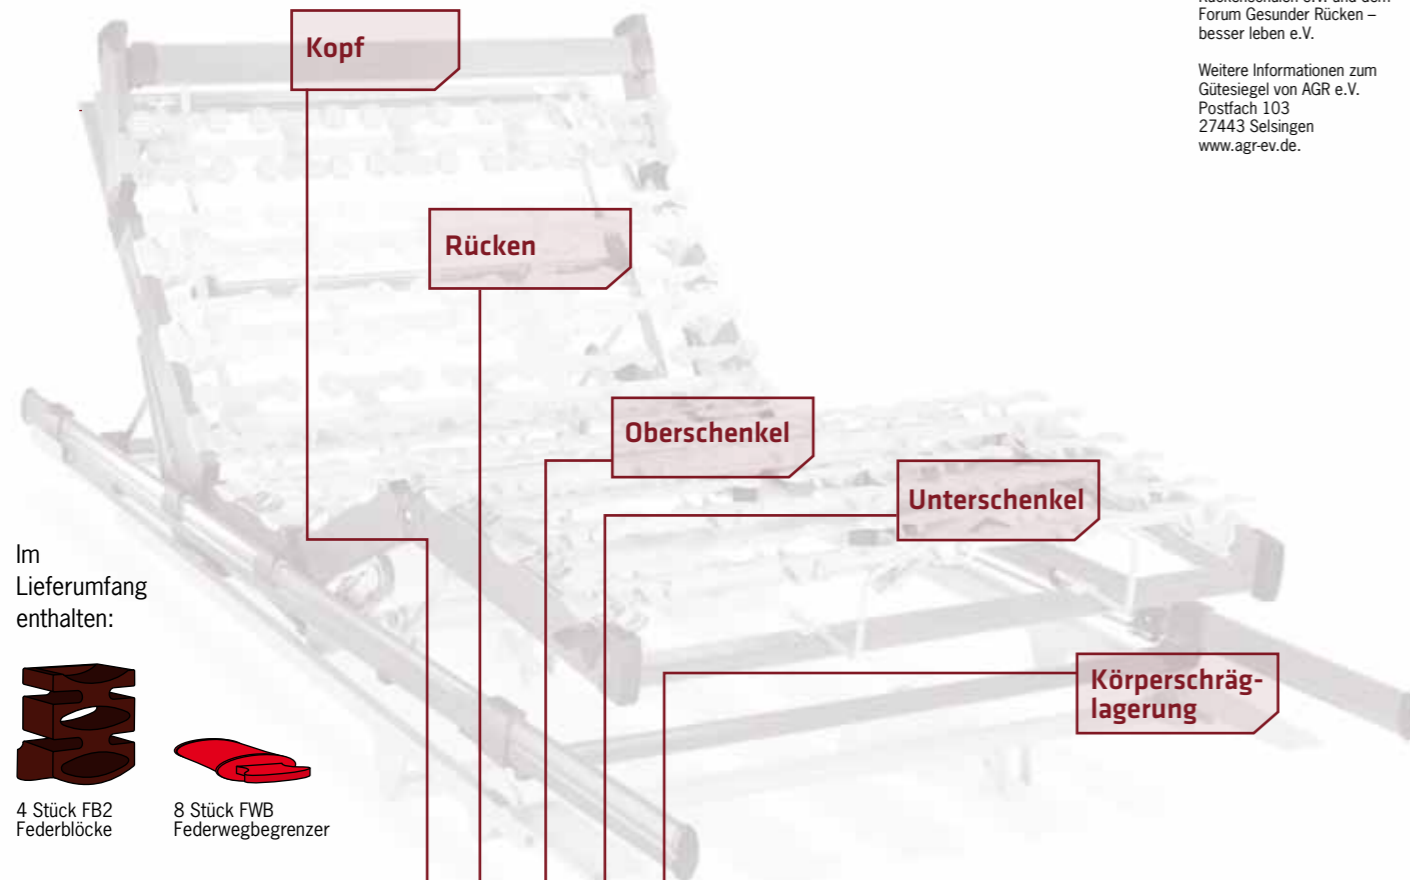 Forum Gesunder Rücken –
besser leben e.V.
Weitere Informationen zum
Gütesiegel von AGR e.V.
Postfach 103
27443 Selsingen
www.agr-ev.de.
Kopf
Rücken
Oberschenkel
Unterschenkel
Körperschräg-
lagerung
Im
Lieferumfang
enthalten:
4 Stück FB2
Federblöcke
8 Stück FWB
Federwegbegrenzer